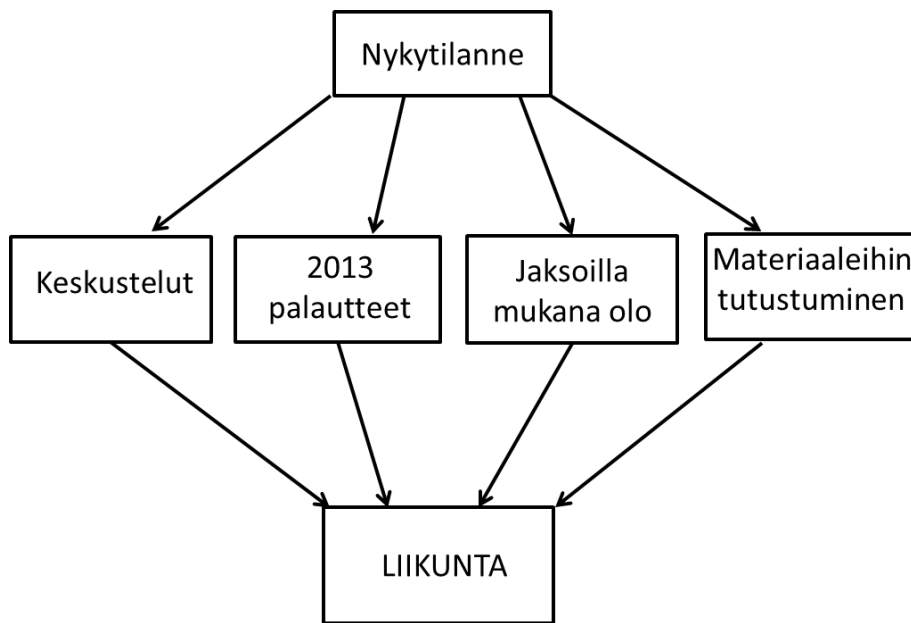 Nykytilanne
Keskustelut
2013
palautteet
Jaksoilla
mukana olo
Materiaaleihin
tutustuminen
LIIKUNTA